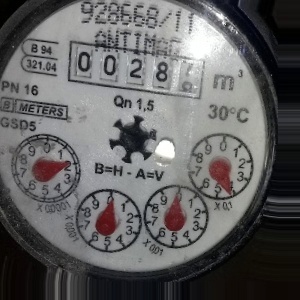 928668/11
ANTIMAG
B 94
321.04
0028
m³
PN 16
Qn 1,5
30°C
B METERS
GSD5
B=H - A=V
X 0,0001
X 0,001
X 0,01
X 0,1